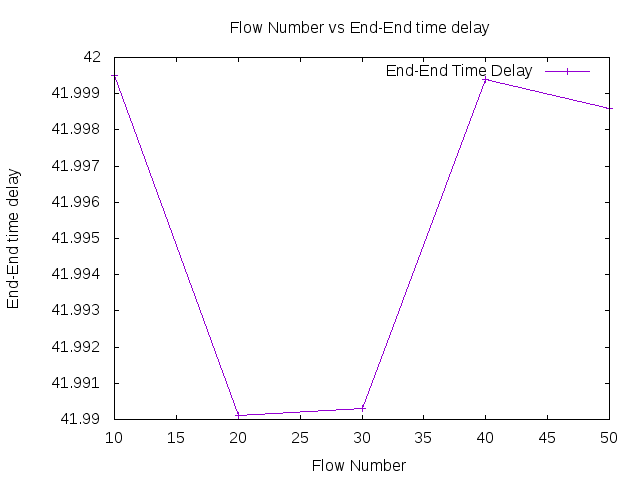 Flow Number vs End-End time delay
End-End Time Delay
42
41.999
41.998
41.997
41.996
41.995
41.994
41.993
41.992
41.991
41.99
End-End time delay
10 15 20 25 30 35 40 45 50
Flow Number